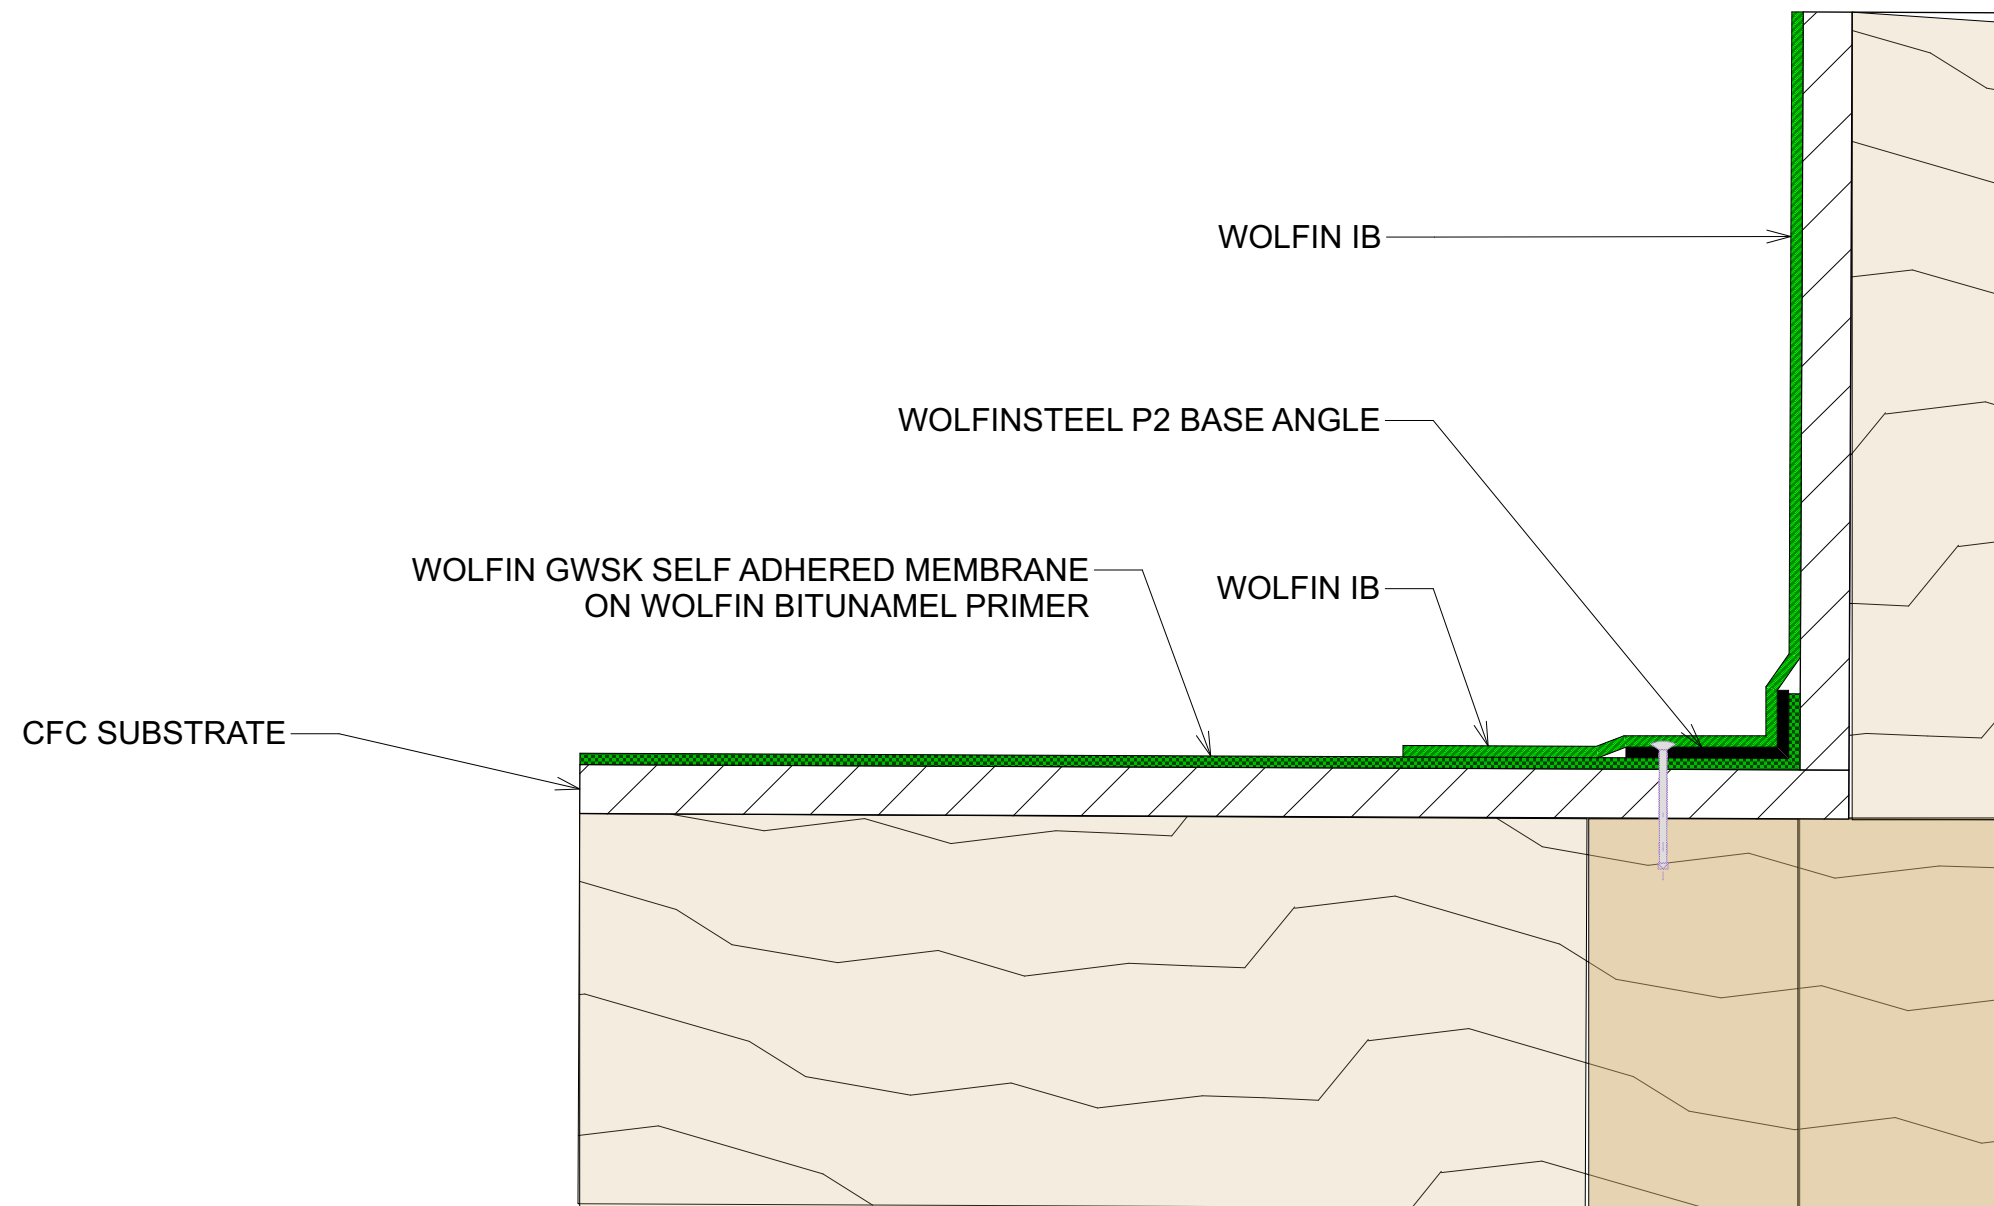 WOLFIN IB
WOLFINSTEEL P2 BASE ANGLE
WOLFIN GWSK SELF ADHERED MEMBRANE
ON WOLFIN BITUNAMEL PRIMER
WOLFIN IB
CFC SUBSTRATE